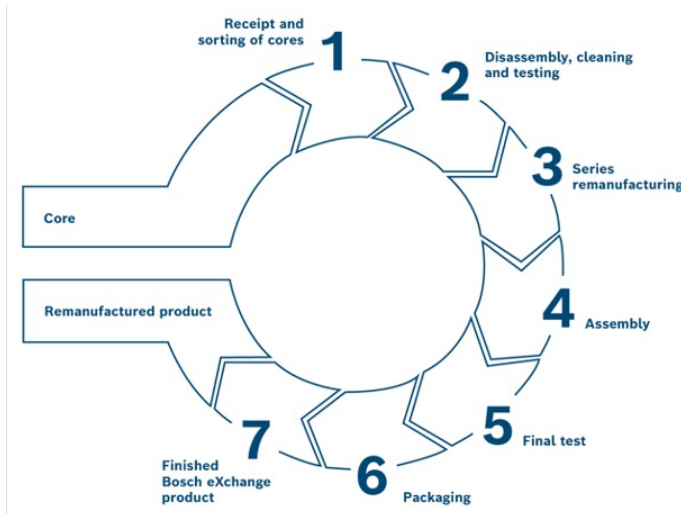 Receipt and
sorting of cores
1
2
Disassembly, cleaning
and testing
3
Series
remanufacturing
4
Assembly
5
Final test
6
Packaging
7
Finished
Bosch eXchange
product
Core
Remanufactured product